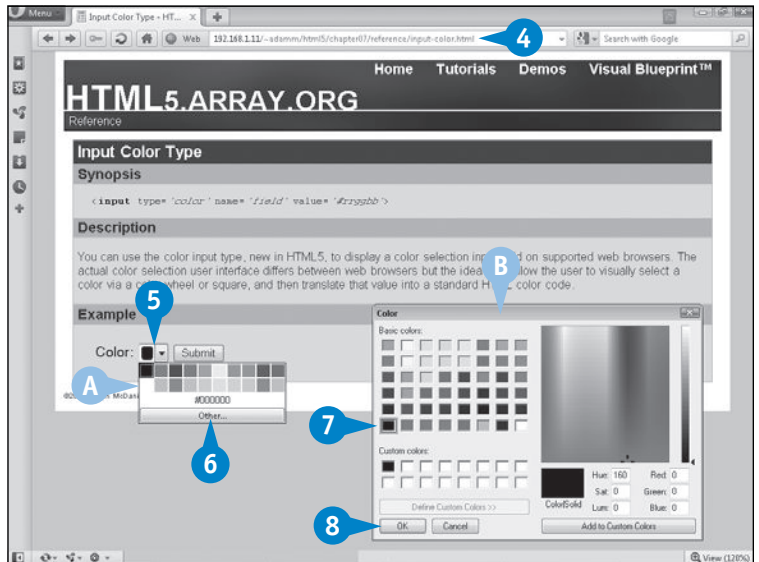 Menu
Input Color Type - HT...
Web 192.168.1.11/~adamm/html5/chapter07/reference/input-color.html
Search with Google
4
Home Tutorials Demos Visual Blueprint™
HTML5.ARRAY.ORG
Reference
Input Color Type
Synopsis
<input type='color' name='field' value='#rrggbb'>
Description
You can use the color input type, new in HTML5, to display a color selection on supported web browsers. The
actual color selection user interface differs between web browsers but the idea allow the user to visually select a
color via a color wheel or square, and then translate that value into a standard color code.
B
Example
5
Color: Submit
A
#000000
Other...
6
Color
Basic colors:
7
Custom colors:
Define Custom Colors >>
8
OK Cancel
Color|Solid
Hue: 160 Red: 0
Sat: 0 Green: 0
Lum: 0 Blue: 0
Add to Custom Colors
View (120%)